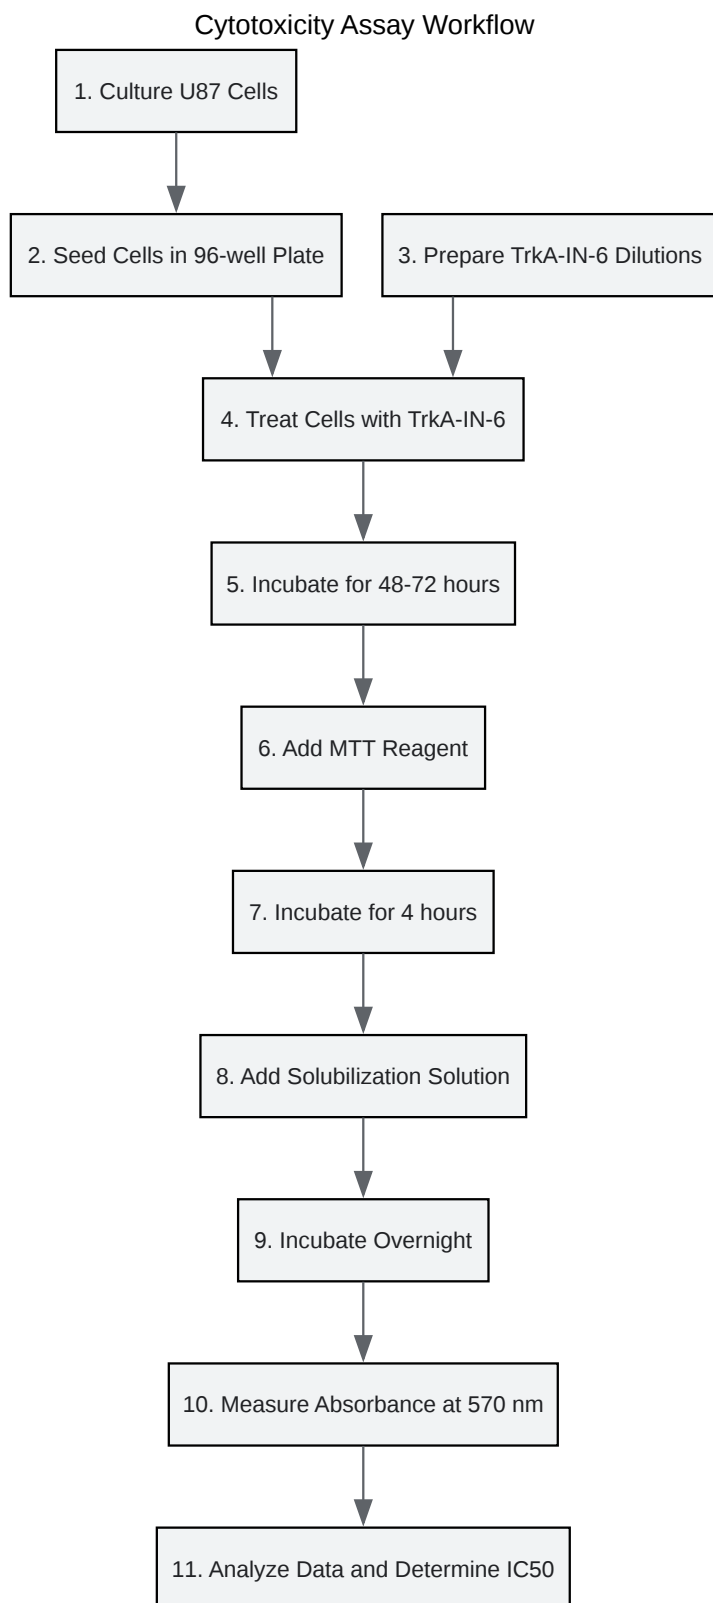 Cytotoxicity Assay Workflow
1. Culture U87 Cells
2. Seed Cells in 96-well Plate
3. Prepare TrkA-IN-6 Dilutions
4. Treat Cells with TrkA-IN-6
5. Incubate for 48-72 hours
6. Add MTT Reagent
7. Incubate for 4 hours
8. Add Solubilization Solution
9. Incubate Overnight
10. Measure Absorbance at 570 nm
11. Analyze Data and Determine IC50